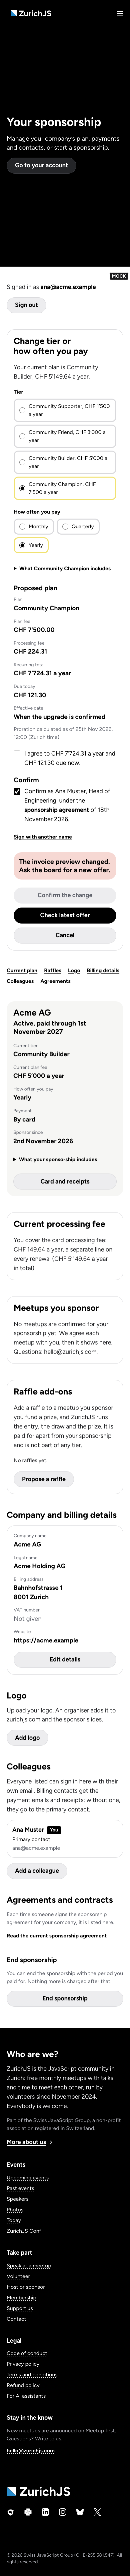 ZurichJS
Your sponsorship
Manage your company's plan, payments
and contacts, or start a sponsorship.
Go to your account
MOCK
Signed in as ana@acme.example
Sign out
Change tier or
how often you pay
Your current plan is Community
Builder, CHF 5'149.64 a year.
Tier
Community Supporter, CHF 1'500
a year
Community Friend, CHF 3'000 a
year
Community Builder, CHF 5'000 a
year
Community Champion, CHF
7'500 a year
How often you pay
Monthly
Quarterly
Yearly
What Community Champion includes
Proposed plan
Plan
Community Champion
Plan fee
CHF 7'500.00
Processing fee
CHF 224.31
Recurring total
CHF 7'724.31 a year
Due today
CHF 121.30
Effective date
When the upgrade is confirmed
Proration calculated as of 25th Nov 2026,
12:00 (Zurich time).
I agree to CHF 7'724.31 a year and
CHF 121.30 due now.
Confirm
Confirm as Ana Muster, Head of
Engineering, under the
sponsorship agreement of 18th
November 2026.
Sign with another name
The invoice preview changed.
Ask the board for a new offer.
Confirm the change
Check latest offer
Cancel
Current plan
Raffles
Logo
Billing details
Colleagues
Agreements
Acme AG
Active, paid through 1st
November 2027
Current tier
Community Builder
Current plan fee
CHF 5'000 a year
How often you pay
Yearly
Payment
By card
Sponsor since
2nd November 2026
What your sponsorship includes
Card and receipts
Current processing fee
You cover the card processing fee:
CHF 149.64 a year, a separate line on
every renewal (CHF 5'149.64 a year
in total).
Meetups you sponsor
No meetups are confirmed for your
sponsorship yet. We agree each
meetup with you, then it shows here.
Questions: hello@zurichjs.com.
Raffle add-ons
Add a raffle to a meetup you sponsor:
you fund a prize, and ZurichJS runs
the entry, the draw and the prize. It is
paid for apart from your sponsorship
and is not part of any tier.
No raffles yet.
Propose a raffle
Company and billing details
Company name
Acme AG
Legal name
Acme Holding AG
Billing address
Bahnhofstrasse 1
8001 Zurich
VAT number
Not given
Website
https://acme.example
Edit details
Logo
Upload your logo. An organiser adds it to
zurichjs.com and the sponsor slides.
Add logo
Colleagues
Everyone listed can sign in here with their
own email. Billing contacts get the
payment emails and receipts; without one,
they go to the primary contact.
Ana Muster You
Primary contact
ana@acme.example
Add a colleague
Agreements and contracts
Each time someone signs the sponsorship
agreement for your company, it is listed here.
Read the current sponsorship agreement
End sponsorship
You can end the sponsorship with the period you
paid for. Nothing more is charged after that.
End sponsorship
Who are we?
ZurichJS is the JavaScript community in
Zurich: free monthly meetups with talks
and time to meet each other, run by
volunteers since November 2024.
Everybody is welcome.
Part of the Swiss JavaScript Group, a non-profit
association registered in Switzerland.
More about us
Events
Upcoming events
Past events
Speakers
Photos
Today
ZurichJS Conf
Take part
Speak at a meetup
Volunteer
Host or sponsor
Membership
Support us
Contact
Legal
Code of conduct
Privacy policy
Terms and conditions
Refund policy
For AI assistants
Stay in the know
New meetups are announced on Meetup first.
Questions? Write to us.
hello@zurichjs.com
ZurichJS
© 2026 Swiss JavaScript Group (CHE-255.581.547). All
rights reserved.